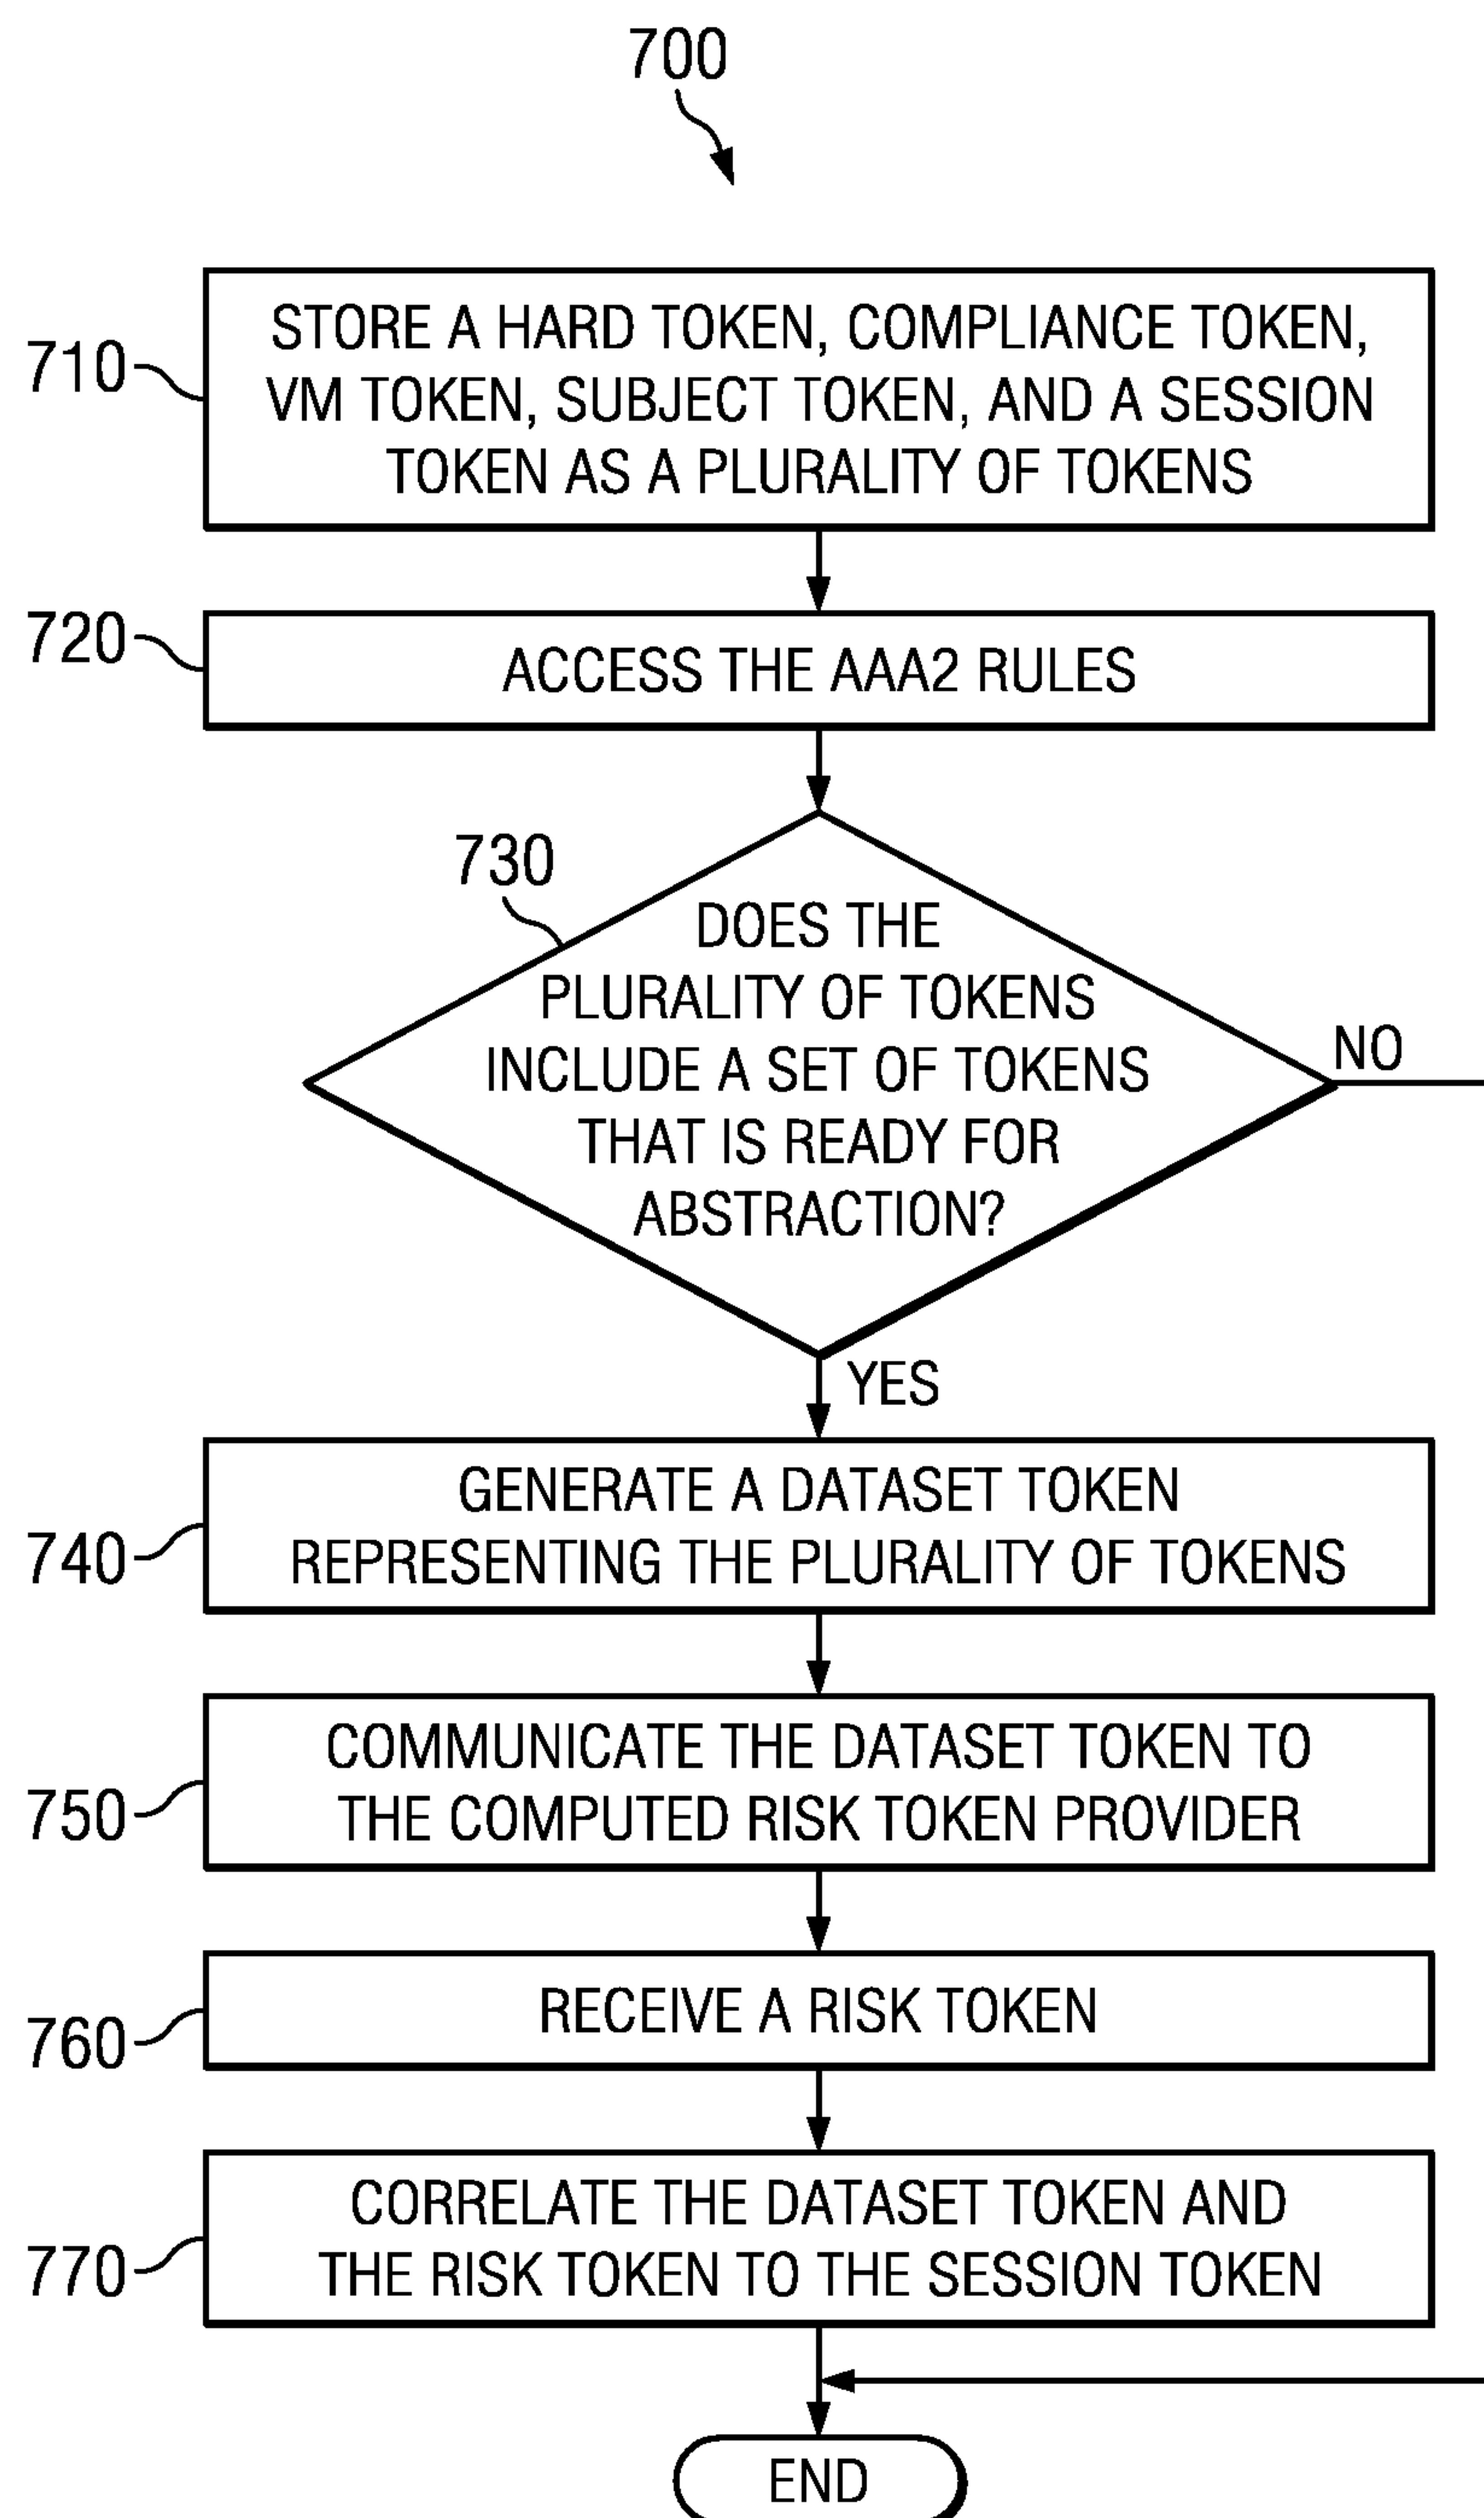 700
710
STORE A HARD TOKEN, COMPLIANCE TOKEN,
VM TOKEN, SUBJECT TOKEN, AND A SESSION
TOKEN AS A PLURALITY OF TOKENS
720
ACCESS THE AAA2 RULES
730
DOES THE
PLURALITY OF TOKENS
INCLUDE A SET OF TOKENS
THAT IS READY FOR
ABSTRACTION?
NO
YES
740
GENERATE A DATASET TOKEN
REPRESENTING THE PLURALITY OF TOKENS
750
COMMUNICATE THE DATASET TOKEN TO
THE COMPUTED RISK TOKEN PROVIDER
760
RECEIVE A RISK TOKEN
770
CORRELATE THE DATASET TOKEN AND
THE RISK TOKEN TO THE SESSION TOKEN
END